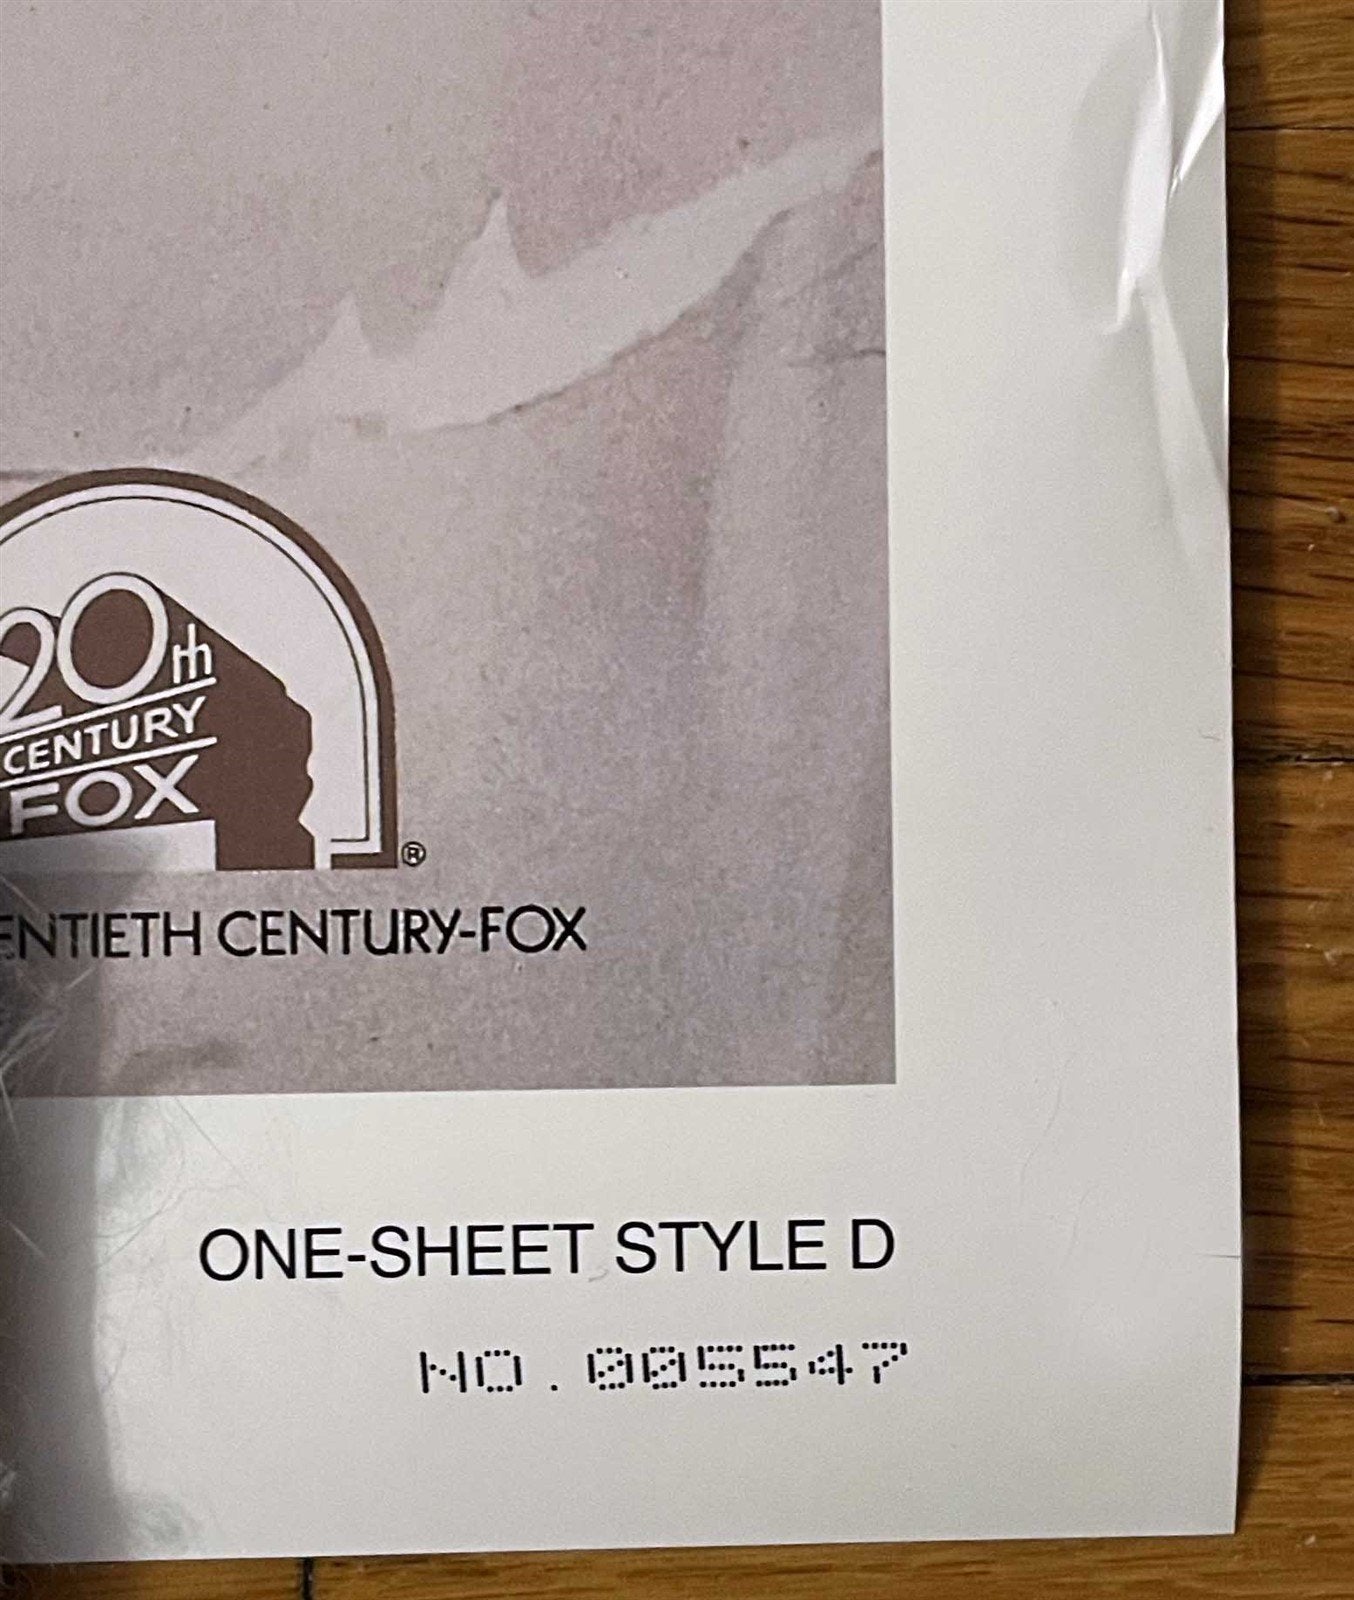 20th
CENTURY
FOX
®
ENTIETH CENTURY-FOX
ONE-SHEET STYLE D
NO.005547